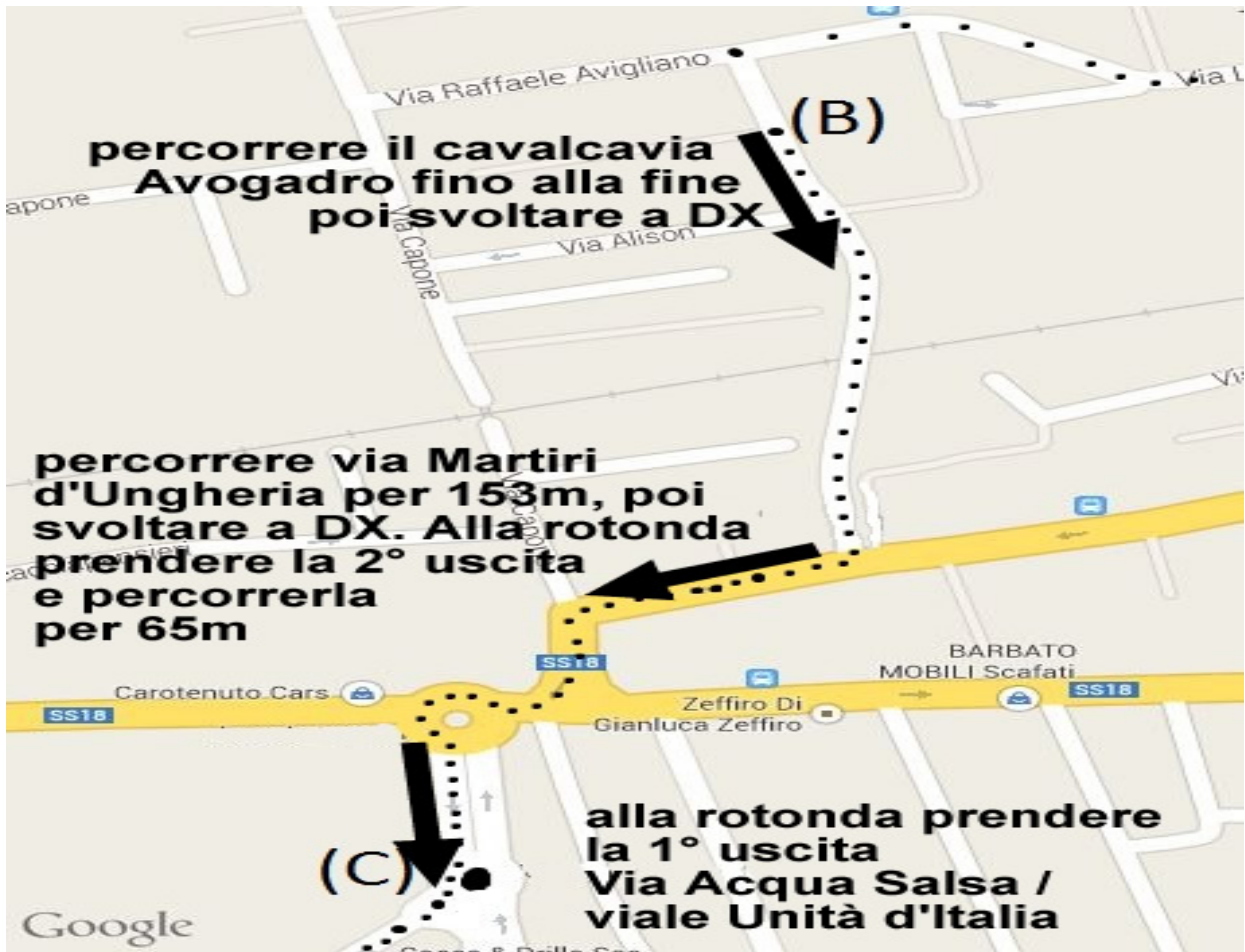 Via Raffaele Avigliano
Via L
(B)
percorrere il cavalcavia
Avogadro fino alla fine
poi svoltare a DX
apone
Via Capone
Via Alison
percorrere via Martiri
d'Ungheria per 153m, poi
svoltare a DX. Alla rotonda
prendere la 2° uscita
e percorrerla
per 65m
Via Capone
SS18
BARBATO
MOBILI Scafati
SS18
Carotenuto Cars
SS18
Zeffiro Di
Gianluca Zeffiro
alla rotonda prendere
la 1° uscita
Via Acqua Salsa /
viale Unità d'Italia
(C)
Google